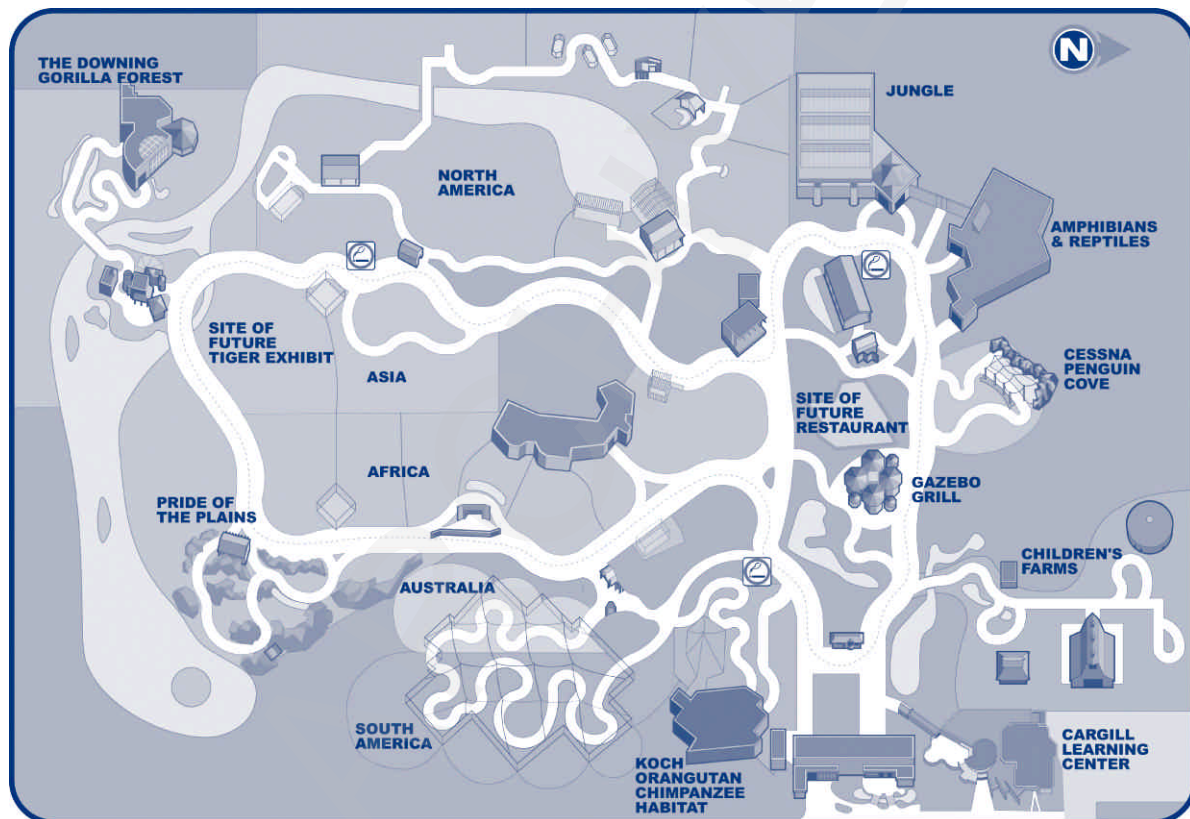 THE DOWNING
GORILLA FOREST
N
JUNGLE
NORTH
AMERICA
AMPHIBIANS
& REPTILES
SITE OF
FUTURE
TIGER EXHIBIT
ASIA
CESSNA
PENGUIN
COVE
SITE OF
FUTURE
RESTAURANT
AFRICA
GAZEBO
GRILL
PRIDE OF
THE PLAINS
CHILDREN'S
FARMS
AUSTRALIA
SOUTH
AMERICA
KOCH
ORANGUTAN
CHIMPANZEE
HABITAT
CARGILL
LEARNING
CENTER